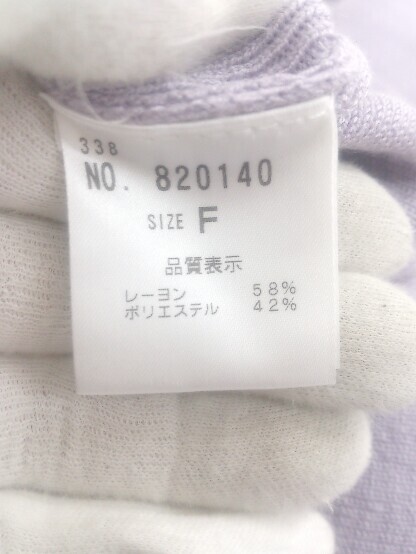 33B
NO. 820140
SIZE F
品質表示
レーヨン 58%
ポリエステル 42%